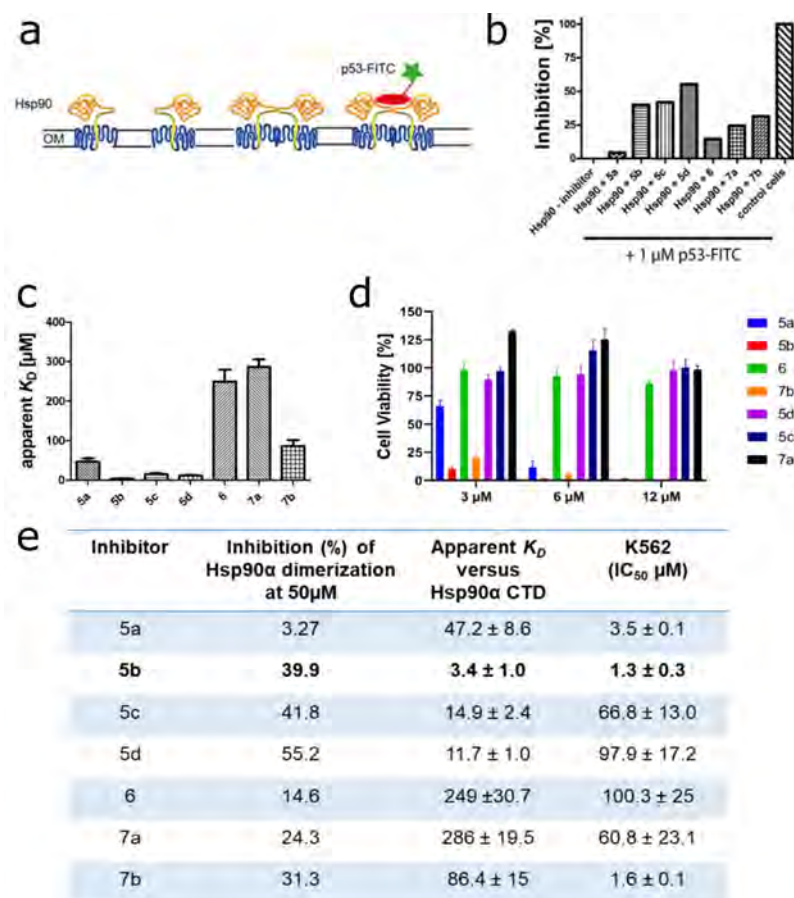 a
p53-FITC
Hsp90
OM
b
Inhibition [%]
100
75
50
25
0
Hsp90 - inhibitor
Hsp90 + 5a
Hsp90 + 5b
Hsp90 + 5c
Hsp90 + 5d
Hsp90 + 6
Hsp90 + 7a
Hsp90 + 7b
control cells
+ 1 µM p53-FITC
c
apparent KD [µM]
400
300
200
100
0
5a
5b
5c
5d
6
7a
7b
d
Cell Viability [%]
150
125
100
75
50
25
0
3 µM
6 µM
12 µM
5a
5b
6
7b
5d
5c
7a
e
Inhibitor Inhibition (%) of Apparent KD K562
Hsp90α dimerization versus (IC50 µM)
at 50µM Hsp90α CTD
5a 3.27 47.2 ± 8.6 3.5 ± 0.1
5b 39.9 3.4 ± 1.0 1.3 ± 0.3
5c 41.8 14.9 ± 2.4 66.8 ± 13.0
5d 55.2 11.7 ± 1.0 97.9 ± 17.2
6 14.6 249 ±30.7 100.3 ± 25
7a 24.3 286 ± 19.5 60.8 ± 23.1
7b 31.3 86.4 ± 15 1.6 ± 0.1